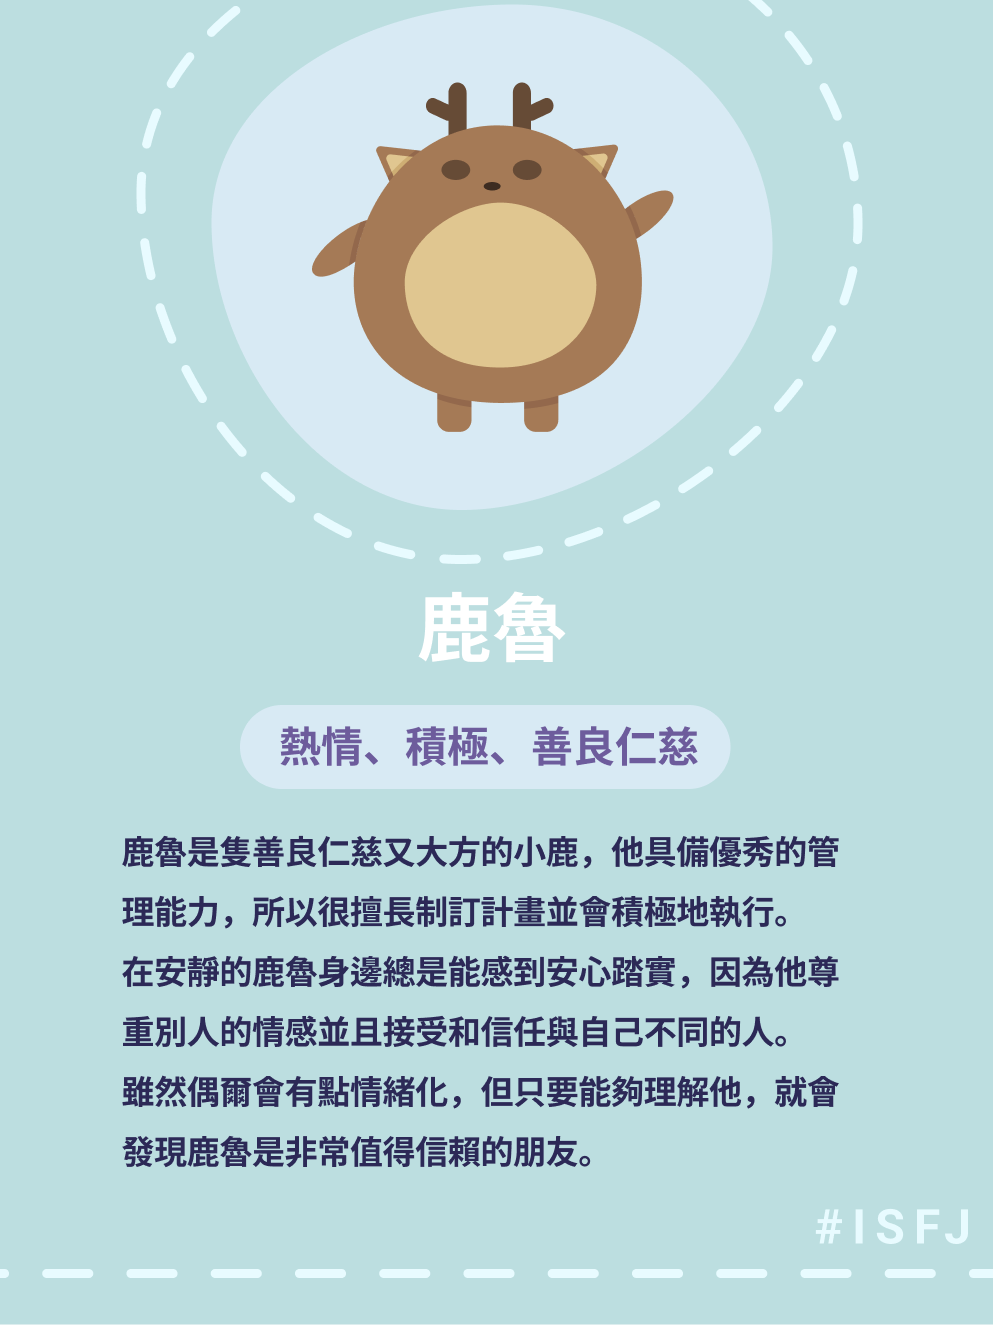 鹿魯
熱情、積極、善良仁慈
鹿魯是隻善良仁慈又大方的小鹿，他具備優秀的管
理能力，所以很擅長制訂計畫並會積極地執行。
在安靜的鹿魯身邊總是能感到安心踏實，因為他尊
重別人的情感並且接受和信任與自己不同的人。
雖然偶爾會有點情緒化，但只要能夠理解他，就會
發現鹿魯是非常值得信賴的朋友。
#ISFJ